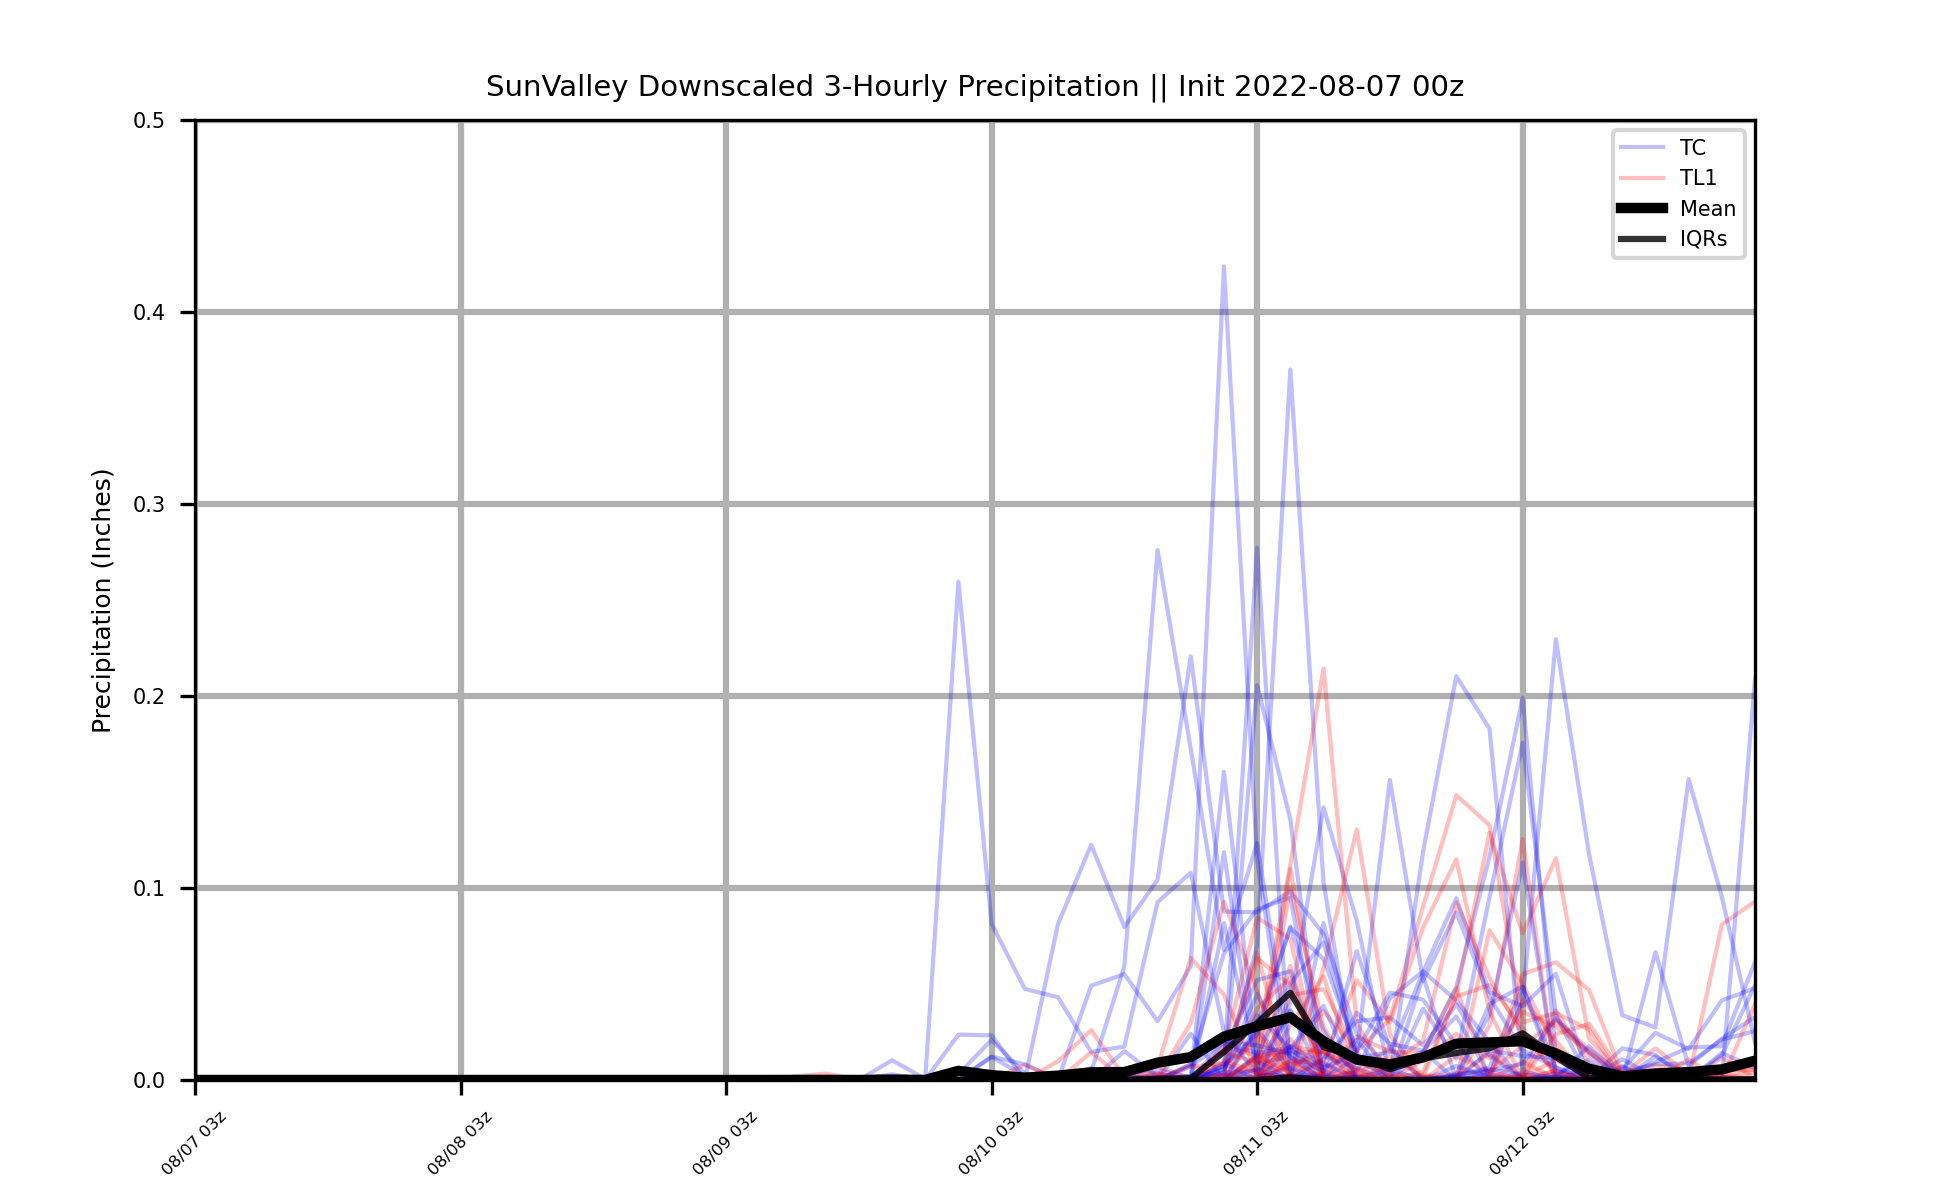 SunValley Downscaled 3-Hourly Precipitation || Init 2022-08-07 00z
TC
TL1
Mean
IQRs
Precipitation (Inches)
0.5
0.4
0.3
0.2
0.1
0.0
08/07 03z
08/08 03z
08/09 03z
08/10 03z
08/11 03z
08/12 03z